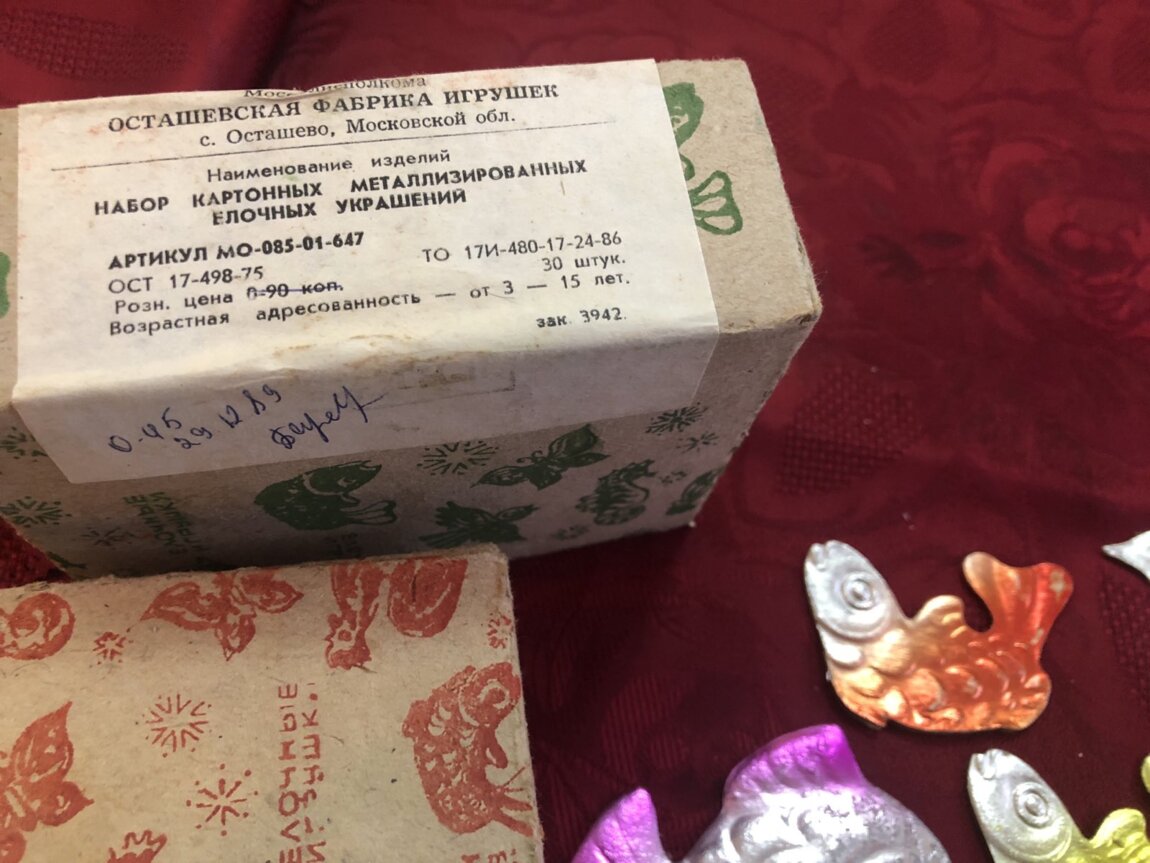 ОСТАШЕВСКАЯ ФАБРИКА ИГРУШЕК
с. Осташево, Московской обл.
Наименование изделий
НАБОР КАРТОННЫХ МЕТАЛЛИЗИРОВАННЫХ
ЕЛОЧНЫХ УКРАШЕНИЙ
АРТИКУЛ МО-085-01-647 ТО 17И-480-17-24-86
ОСТ 17-498-75 30 штук.
Розн. цена 0-90 коп.
Возрастная адресованность — от 3 — 15 лет.
зак. 3942.
0-45
29 12 89
ЕЛОЧНЫЕ